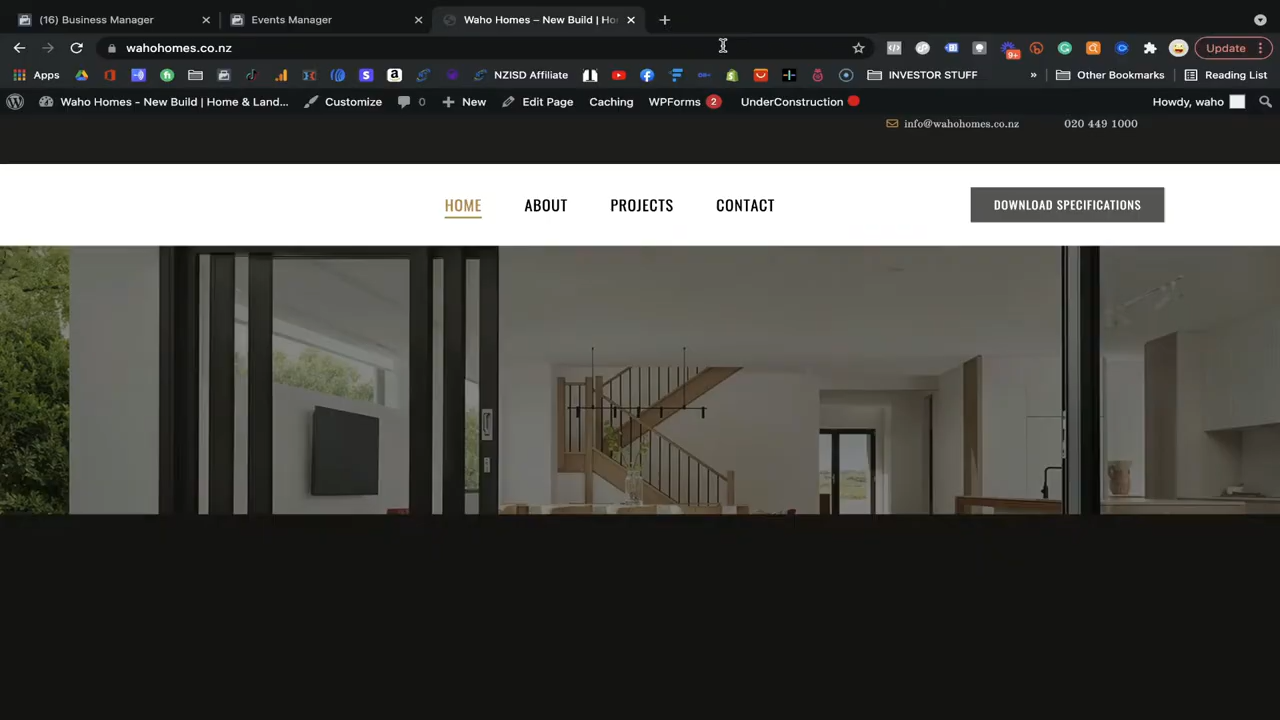 (16) Business Manager
Events Manager
Waho Homes – New Build | Ho
wahohomes.co.nz
9+
Update
Apps
NZISD Affiliate
INVESTOR STUFF
»
Other Bookmarks
Reading List
Waho Homes – New Build | Home & Land...
Customize
0
New
Edit Page
Caching
WPForms 2
UnderConstruction
Howdy, waho
info@wahohomes.co.nz
020 449 1000
HOME
ABOUT
PROJECTS
CONTACT
DOWNLOAD SPECIFICATIONS